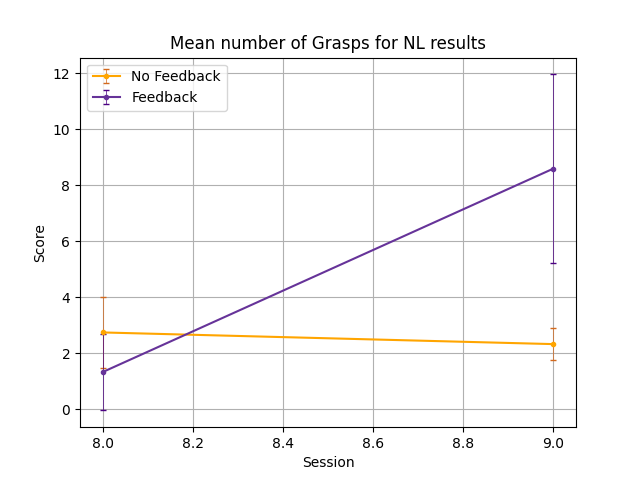 Mean number of Grasps for NL results
No Feedback
Feedback
Score
12
10
8
6
4
2
0
8.0 8.2 8.4 8.6 8.8 9.0
Session